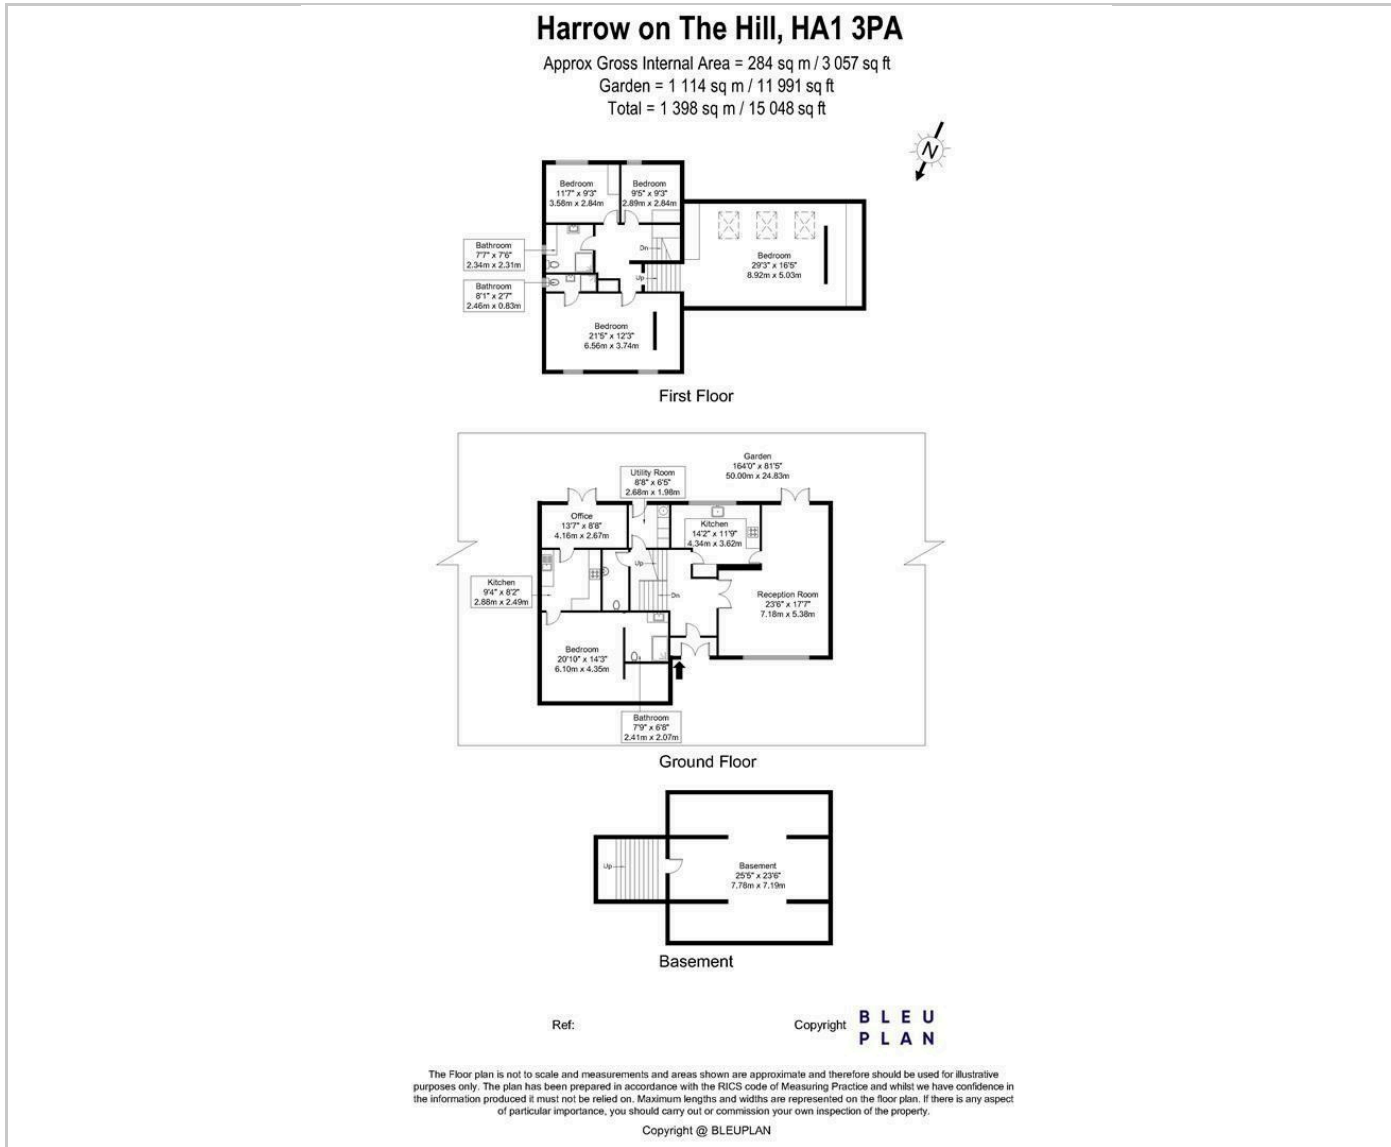 Harrow on The Hill, HA1 3PA
Approx Gross Internal Area = 284 sq m / 3 057 sq ft
Garden = 1 114 sq m / 11 991 sq ft
Total = 1 398 sq m / 15 048 sq ft
N
Bedroom
11'7" x 9'3"
3.58m x 2.84m
Bedroom
9'5" x 9'3"
2.89m x 2.84m
Bathroom
7'7" x 7'6"
2.34m x 2.31m
Dn
Bedroom
29'3" x 16'5"
8.92m x 5.03m
Up
Bathroom
8'1" x 2'7"
2.46m x 0.83m
Bedroom
21'5" x 12'3"
6.56m x 3.74m
First Floor
Garden
164'0" x 81'5"
50.00m x 24.83m
Utility Room
8'8" x 6'5"
2.68m x 1.98m
Office
13'7" x 8'8"
4.16m x 2.67m
Kitchen
14'2" x 11'9"
4.34m x 3.62m
Up
Kitchen
9'4" x 8'2"
2.88m x 2.49m
Dn
Reception Room
23'6" x 17'7"
7.18m x 5.38m
Bedroom
20'10" x 14'3"
6.10m x 4.35m
Bathroom
7'9" x 6'8"
2.41m x 2.07m
Ground Floor
Up
Basement
25'5" x 23'6"
7.78m x 7.19m
Basement
Ref:
Copyright
BLEU
PLAN
The Floor plan is not to scale and measurements and areas shown are approximate and therefore should be used for illustrative
purposes only. The plan has been prepared in accordance with the RICS code of Measuring Practice and whilst we have confidence in
the information produced it must not be relied on. Maximum lengths and widths are represented on the floor plan. If there is any aspect
of particular importance, you should carry out or commission your own inspection of the property.
Copyright @ BLEUPLAN